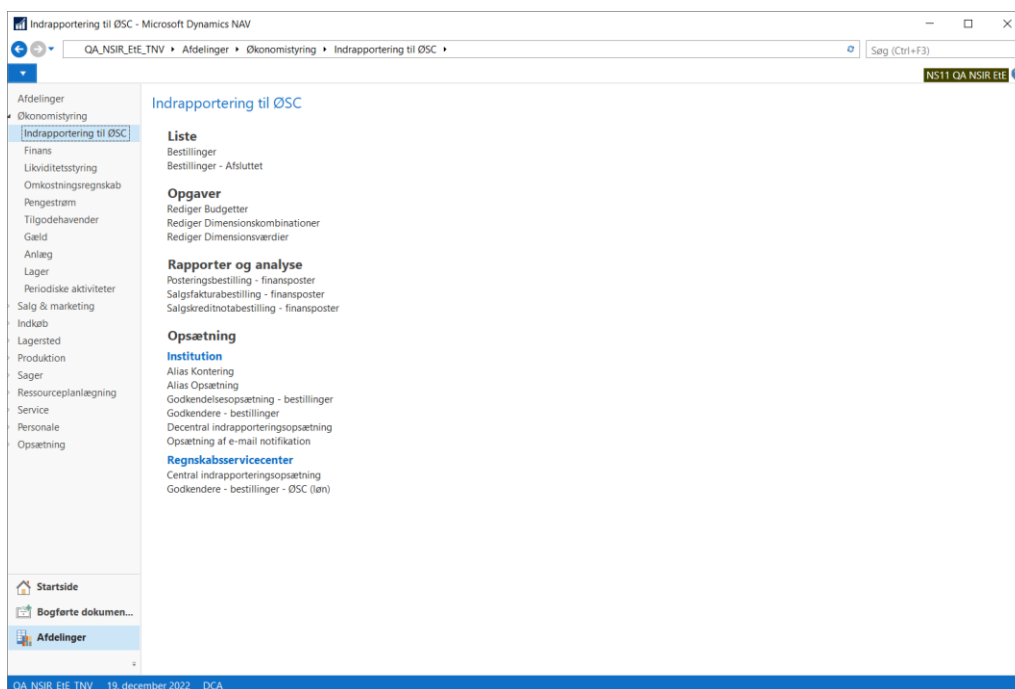 Indrapportering til ØSC - Microsoft Dynamics NAV
QA_NSIR_EtE_TNV ▸ Afdelinger ▸ Økonomistyring ▸ Indrapportering til ØSC ▸
Søg (Ctrl+F3)
NS11 QA NSIR EtE
Afdelinger
Økonomistyring
Indrapportering til ØSC
Finans
Likviditetsstyring
Omkostningsregnskab
Pengestrøm
Tilgodehavender
Gæld
Anlæg
Lager
Periodiske aktiviteter
Salg & marketing
Indkøb
Lagersted
Produktion
Sager
Ressourceplanlægning
Service
Personale
Opsætning
Indrapportering til ØSC
Liste
Bestillinger
Bestillinger - Afsluttet
Opgaver
Rediger Budgetter
Rediger Dimensionskombinationer
Rediger Dimensionsværdier
Rapporter og analyse
Posteringsbestilling - finansposter
Salgsfakturabestilling - finansposter
Salgskreditnotabestilling - finansposter
Opsætning
Institution
Alias Kontering
Alias Opsætning
Godkendelsesopsætning - bestillinger
Godkendere - bestillinger
Decentral indrapporteringsopsætning
Opsætning af e-mail notifikation
Regnskabsservicecenter
Central indrapporteringsopsætning
Godkendere - bestillinger - ØSC (løn)
Startside
Bogførte dokumen...
Afdelinger
QA_NSIR_EtE_TNV 19. december 2022 DCA